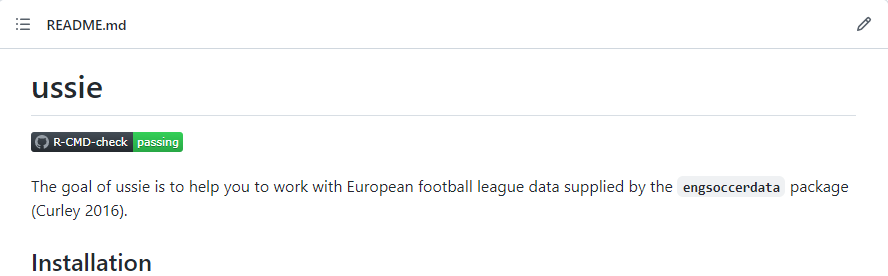 README.md
ussie
R-CMD-check passing
The goal of ussie is to help you to work with European football league data supplied by the engsoccerdata package
(Curley 2016).
Installation